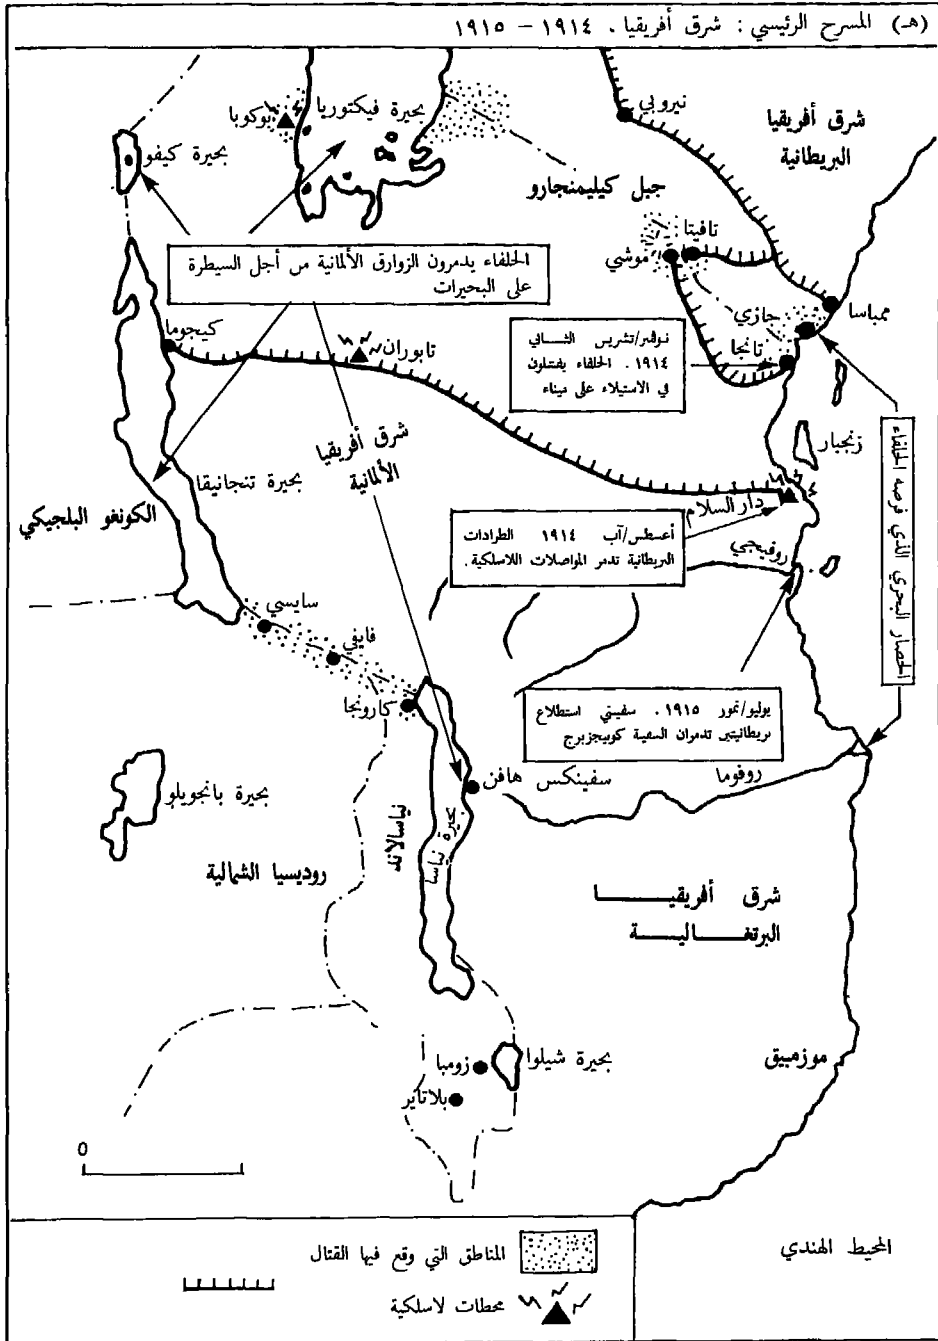 (هـ) المسرح الرئيسي : شرق أفريقيا . ١٩١٤ – ١٩١٥
نيروبي
شرق أفريقيا
البريطانية
بحيرة فيكتوريا
بوكوبا
بحيرة كيفو
جبل كيليمنجارو
تافيتا
موشي
الحلفاء يدمرون الزوارق الألمانية من أجل السيطرة
على البحيرات
ممباسا
جازي
تانجا
نوفمبر/تشرين الثاني
١٩١٤ . الحلفاء يفشلون
في الاستيلاء على ميناء
كيجوما
تابوران
زنجبار
الحصار البحري الذي فرضه الحلفاء
شرق أفريقيا
الألمانية
بحيرة تنجانيقا
الكونغو البلجيكي
دار السلام
أغسطس/آب ١٩١٤ الطرادات
البريطانية تدمر المواصلات اللاسلكية .
روفيجي
سايسي
فايفي
كارونجا
يوليو/تموز ١٩١٥ . سفيتي استطلاع
بريطانيتين تدمران السفينة كونيجزبرج
روفوما
سفينكس هافن
بحيرة بانجويلو
نياسالاند
بحيرة نياسا
روديسيا الشمالية
شرق أفريقيا
البرتغالية
موزمبيق
بحيرة شيلوا
زومبا
بلانتاير
٥
المحيط الهندي
المناطق التي وقع فيها القتال
محطات لاسلكية